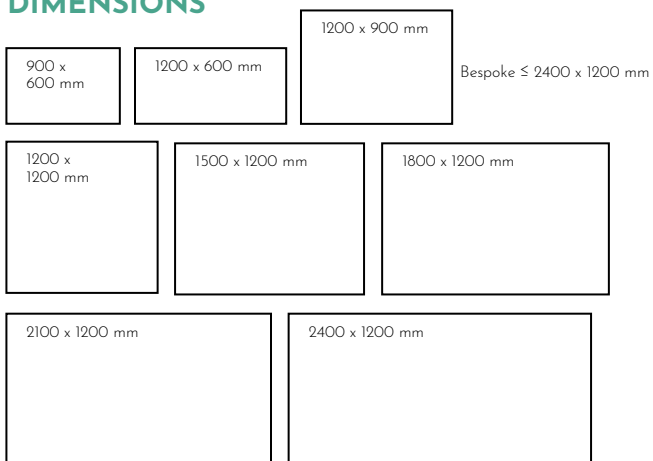 DIMENSIONS
900 x
600 mm
1200 x 600 mm
1200 x 900 mm
Bespoke ≤ 2400 x 1200 mm
1200 x
1200 mm
1500 x 1200 mm
1800 x 1200 mm
2100 x 1200 mm
2400 x 1200 mm